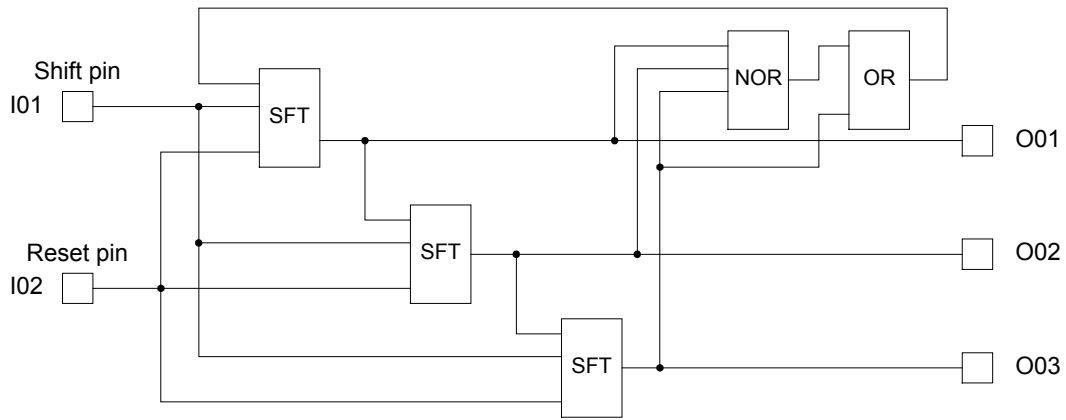 Shift pin
I01
SFT
NOR
OR
O01
Reset pin
I02
SFT
O02
SFT
O03